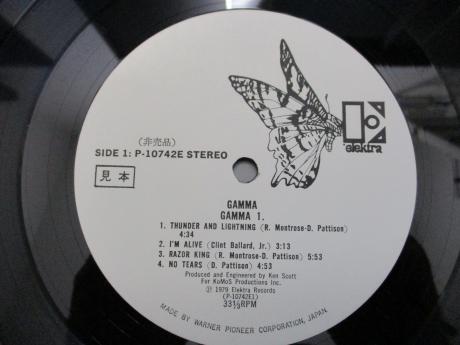 elektra
(非売品)
SIDE 1: P-10742E STEREO
見本
GAMMA
GAMMA 1.
1. THUNDER AND LIGHTNING (R. Montrose-D. Pattison)
4:34
2. I'M ALIVE (Clint Ballard, Jr.) 3:13
3. RAZOR KING (R. Montrose-D. Pattison) 5:53
4. NO TEARS (D. Pattison) 4:53
Produced and Engineered by Ken Scott
For KoMoS Productions Inc.
Ⓟ 1979 Elektra Records
(P-10742E1)
33⅓RPM
MADE BY WARNER PIONEER CORPORATION, JAPAN.